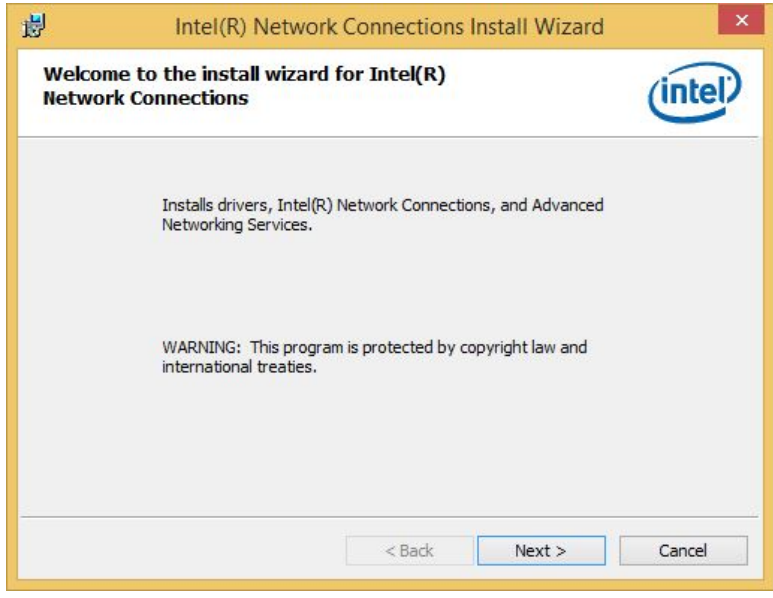 Intel(R) Network Connections Install Wizard
Welcome to the install wizard for Intel(R)
Network Connections
intel
Installs drivers, Intel(R) Network Connections, and Advanced
Networking Services.
WARNING:  This program is protected by copyright law and
international treaties.
< Back
Next >
Cancel